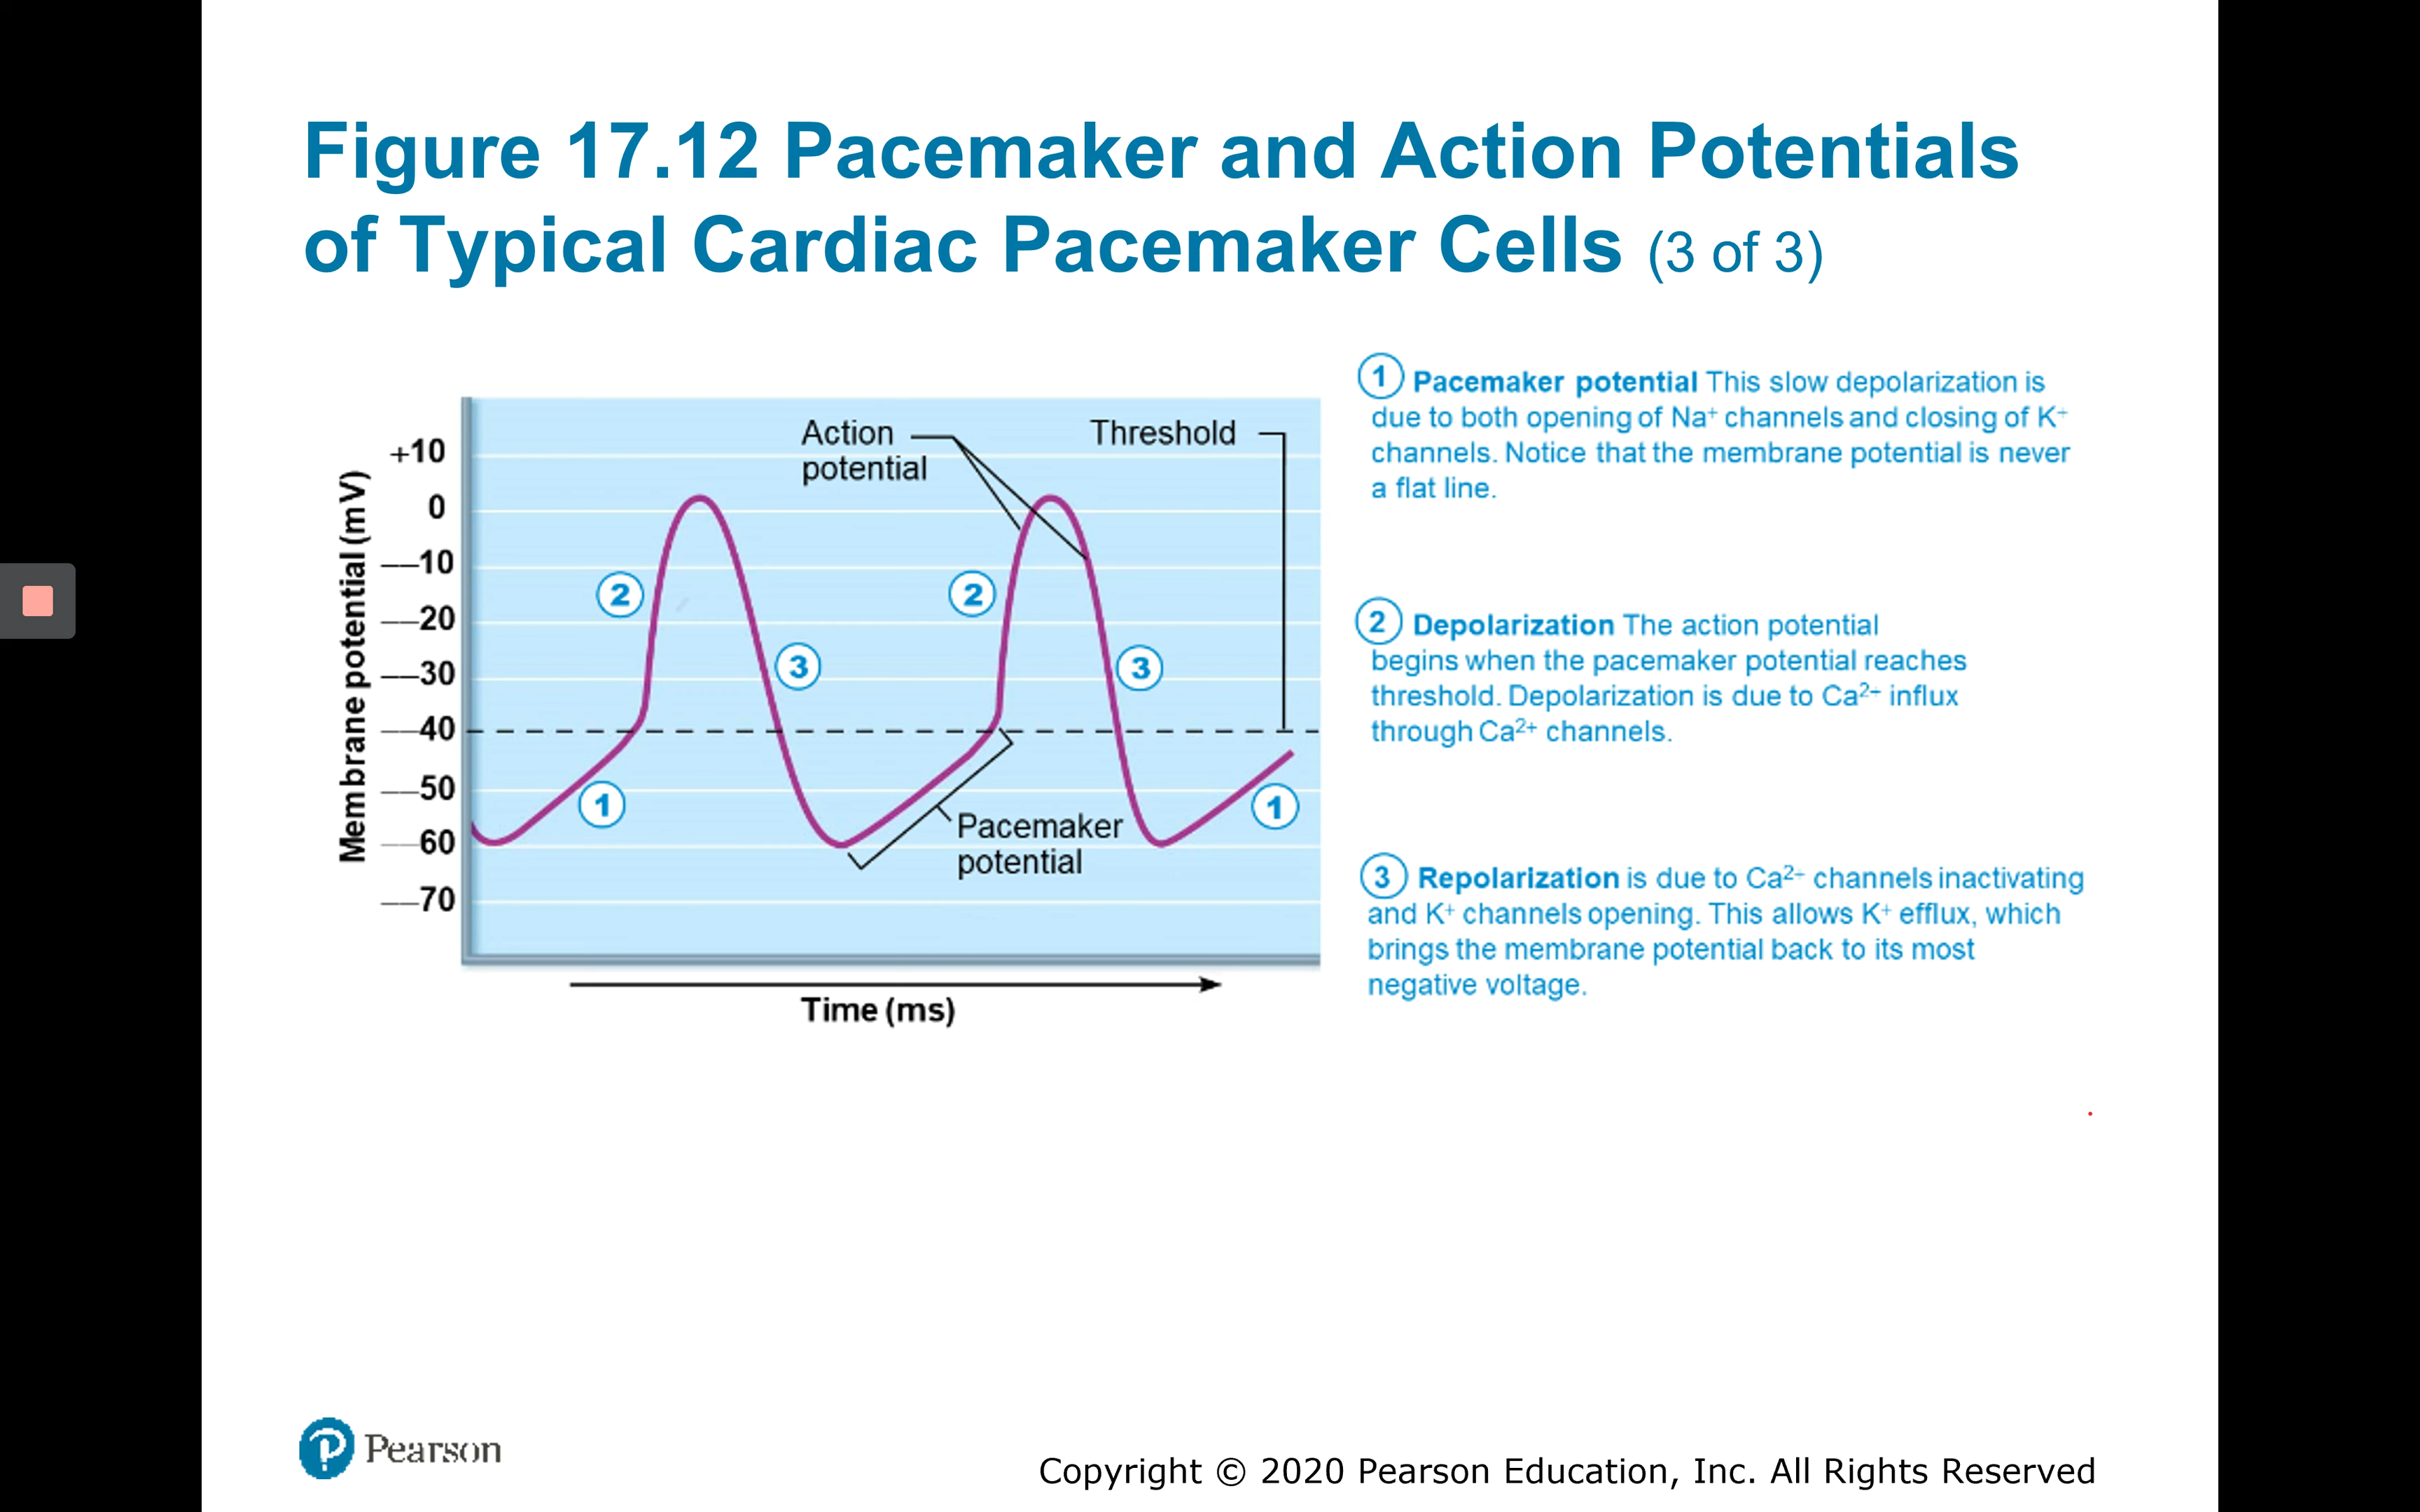 Figure 17.12 Pacemaker and Action Potentials
of Typical Cardiac Pacemaker Cells (3 of 3)
Membrane potential (mV)
+10
0
—-10
—-20
—-30
—-40
—-50
—-60
—-70
Action
potential
Threshold
2
3
2
3
1
1
Pacemaker
potential
Time (ms)
1 Pacemaker potential This slow depolarization is
due to both opening of Na⁺ channels and closing of K⁺
channels. Notice that the membrane potential is never
a flat line.
2 Depolarization The action potential
begins when the pacemaker potential reaches
threshold. Depolarization is due to Ca²⁺ influx
through Ca²⁺ channels.
3 Repolarization is due to Ca²⁺ channels inactivating
and K⁺ channels opening. This allows K⁺ efflux, which
brings the membrane potential back to its most
negative voltage.
Pearson
Copyright © 2020 Pearson Education, Inc. All Rights Reserved